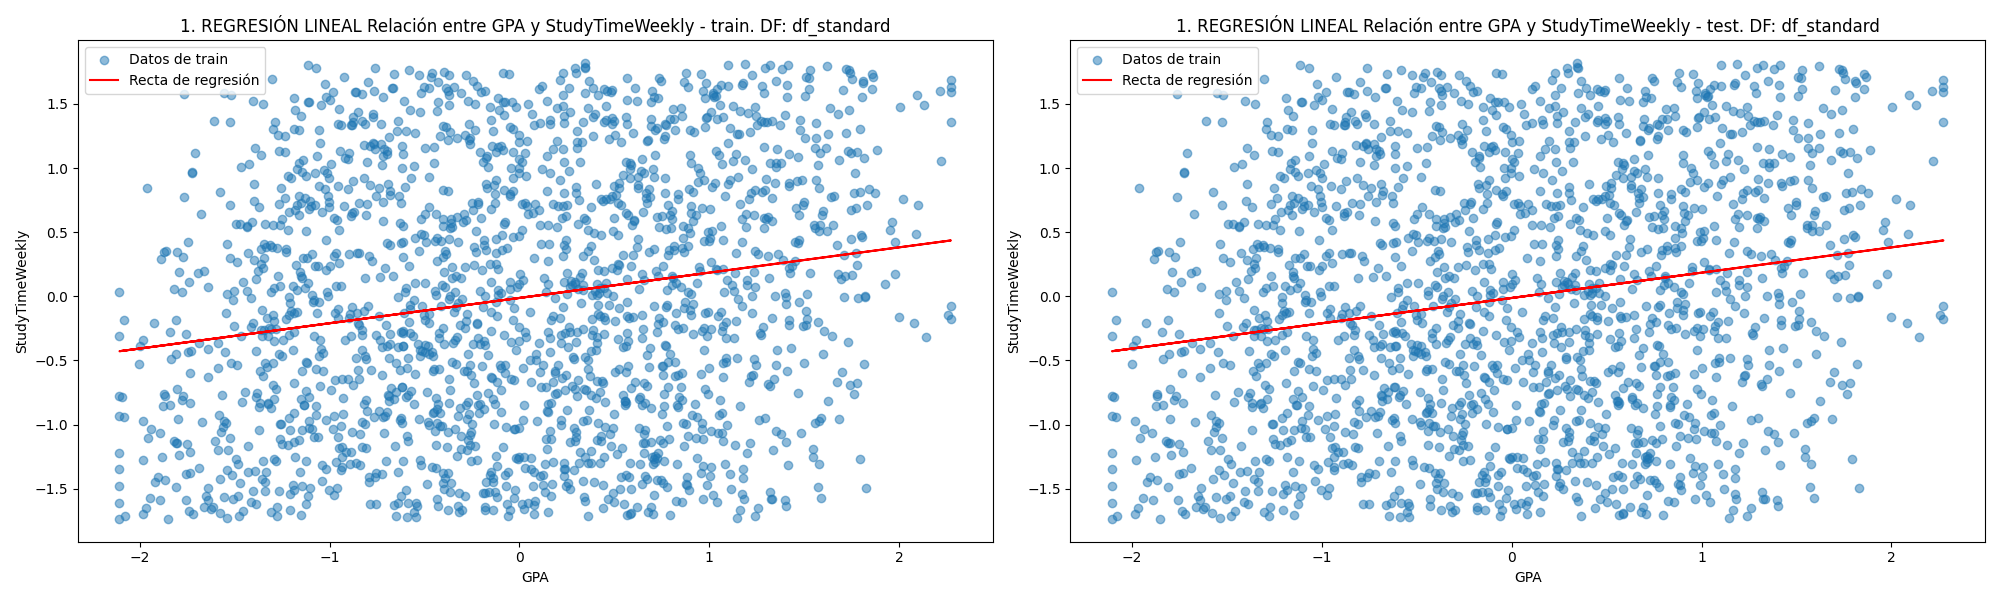 1. REGRESIÓN LINEAL Relación entre GPA y StudyTimeWeekly - train. DF: df_standard
Datos de train
Recta de regresión
1.5
1.0
0.5
0.0
−0.5
−1.0
−1.5
StudyTimeWeekly
−2
−1
0
1
2
GPA
1. REGRESIÓN LINEAL Relación entre GPA y StudyTimeWeekly - test. DF: df_standard
Datos de train
Recta de regresión
1.5
1.0
0.5
0.0
−0.5
−1.0
−1.5
StudyTimeWeekly
−2
−1
0
1
2
GPA